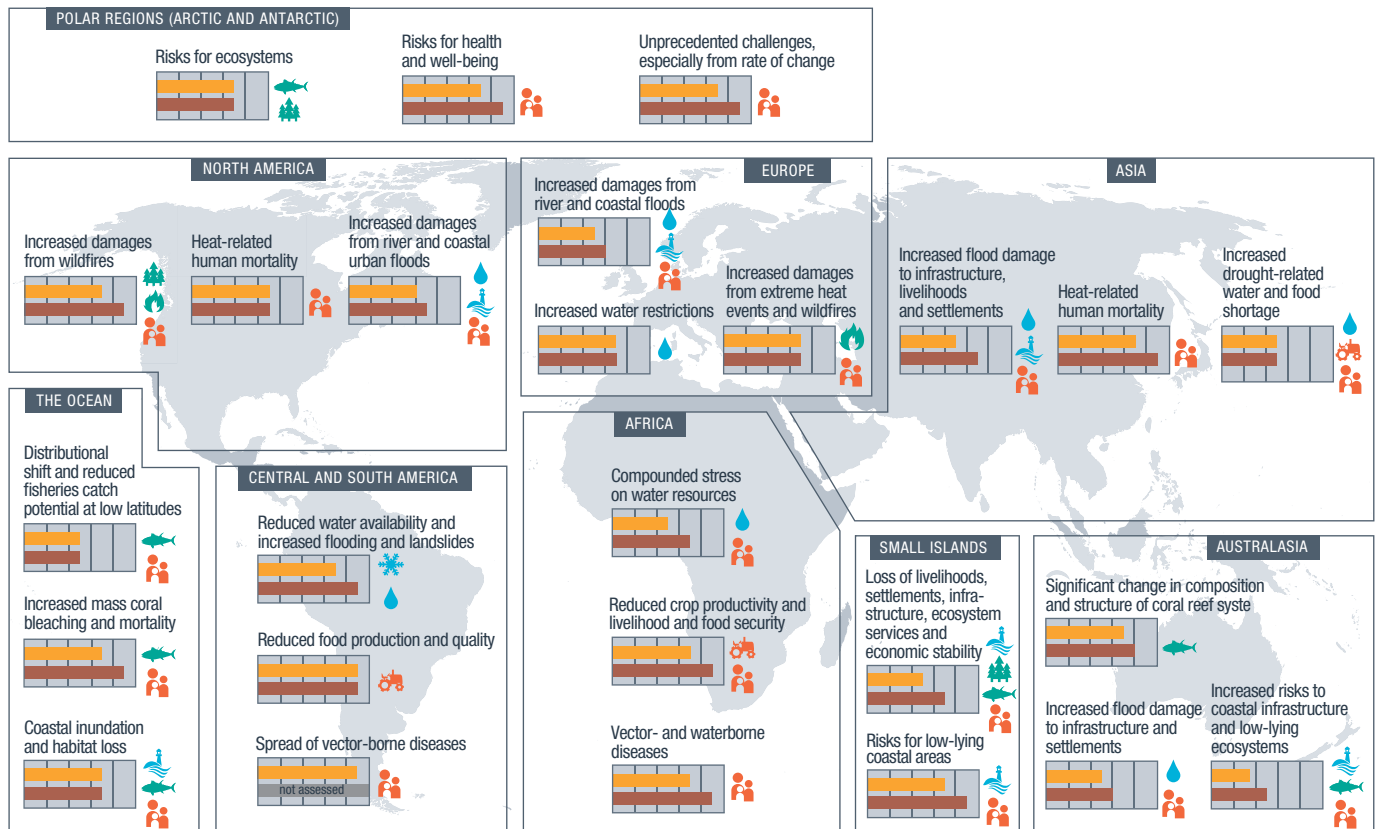 POLAR REGIONS (ARCTIC AND ANTARCTIC)
Risks for ecosystems
Risks for health
and well-being
Unprecedented challenges,
especially from rate of change
NORTH AMERICA
Increased damages
from wildfires
Heat-related
human mortality
Increased damages
from river and coastal
urban floods
EUROPE
Increased damages from
river and coastal floods
Increased water restrictions
Increased damages
from extreme heat
events and wildfires
ASIA
Increased flood damage
to infrastructure,
livelihoods
and settlements
Heat-related
human mortality
Increased
drought-related
water and food
shortage
THE OCEAN
Distributional
shift and reduced
fisheries catch
potential at low latitudes
Increased mass coral
bleaching and mortality
Coastal inundation
and habitat loss
CENTRAL AND SOUTH AMERICA
Reduced water availability and
increased flooding and landslides
Reduced food production and quality
Spread of vector-borne diseases
not assessed
AFRICA
Compounded stress
on water resources
Reduced crop productivity and
livelihood and food security
Vector- and waterborne
diseases
SMALL ISLANDS
Loss of livelihoods,
settlements, infra-
structure, ecosystem
services and
economic stability
Risks for low-lying
coastal areas
AUSTRALASIA
Significant change in composition
and structure of coral reef syste
Increased flood damage
to infrastructure and
settlements
Increased risks to
coastal infrastructure
and low-lying
ecosystems